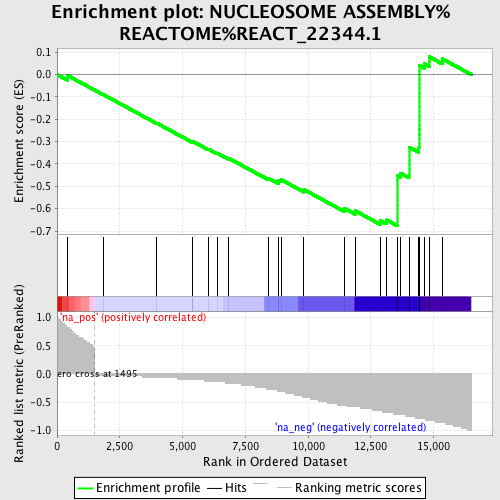 Enrichment plot: NUCLEOSOME ASSEMBLY%
REACTOME%REACT_22344.1
Enrichment score (ES)
0.1
0.0
-0.1
-0.2
-0.3
-0.4
-0.5
-0.6
-0.7
'na_pos' (positively correlated)
Ranked list metric (PreRanked)
1.0
0.5
0.0
-0.5
-1.0
ero cross at 1495
'na_neg' (negatively correlated)
0
2,500
5,000
7,500
10,000
12,500
15,000
Rank in Ordered Dataset
Enrichment profile
Hits
Ranking metric scores